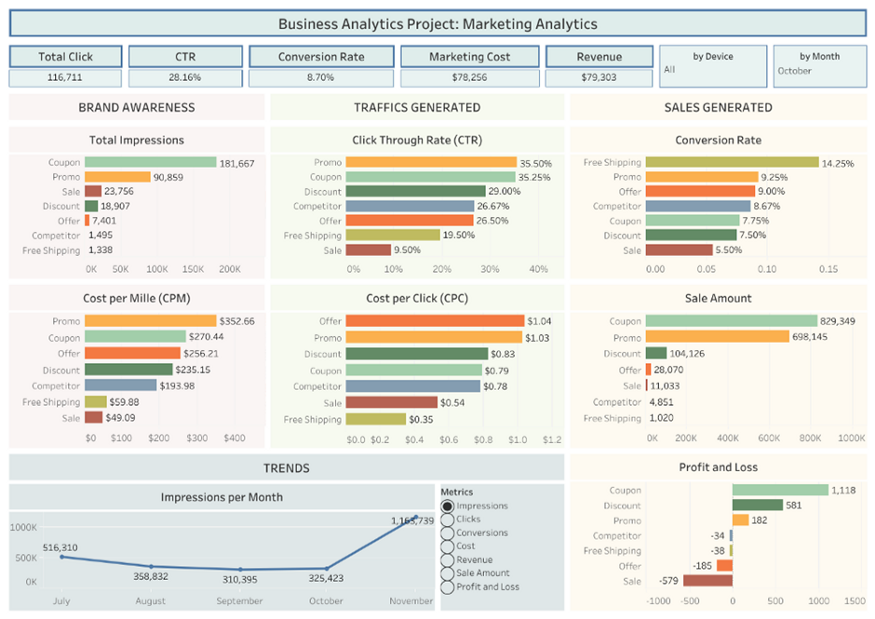 Business Analytics Project: Marketing Analytics
Total Click
116,711
CTR
28.16%
Conversion Rate
8.70%
Marketing Cost
$78,256
Revenue
$79,303
by Device
All
by Month
October
BRAND AWARENESS
TRAFFICS GENERATED
SALES GENERATED
Total Impressions
Coupon 181,667
Promo 90,859
Sale 23,756
Discount 18,907
Offer 7,401
Competitor 1,495
Free Shipping 1,338
0K 50K 100K 150K 200K
Click Through Rate (CTR)
Promo 35.50%
Coupon 35.25%
Discount 29.00%
Competitor 26.67%
Offer 26.50%
Free Shipping 19.50%
Sale 9.50%
0% 10% 20% 30% 40%
Conversion Rate
Free Shipping 14.25%
Promo 9.25%
Offer 9.00%
Competitor 8.67%
Coupon 7.75%
Discount 7.50%
Sale 5.50%
0.00 0.05 0.10 0.15
Cost per Mille (CPM)
Promo $352.66
Coupon $270.44
Offer $256.21
Discount $235.15
Competitor $193.98
Free Shipping $59.88
Sale $49.09
$0 $100 $200 $300 $400
Cost per Click (CPC)
Offer $1.04
Promo $1.03
Discount $0.83
Coupon $0.79
Competitor $0.78
Sale $0.54
Free Shipping $0.35
$0.0 $0.2 $0.4 $0.6 $0.8 $1.0 $1.2
Sale Amount
Coupon 829,349
Promo 698,145
Discount 104,126
Offer 28,070
Sale 11,033
Competitor 4,851
Free Shipping 1,020
0K 200K 400K 600K 800K 1000K
TRENDS
Impressions per Month
1000K
500K
0K
516,310
358,832
310,395
325,423
1,163,739
July August September October November
Metrics
Impressions
Clicks
Conversions
Cost
Revenue
Sale Amount
Profit and Loss
Profit and Loss
Coupon 1,118
Discount 581
Promo 182
Competitor -34
Free Shipping -38
Offer -185
Sale -579
-1000 -500 0 500 1000 1500